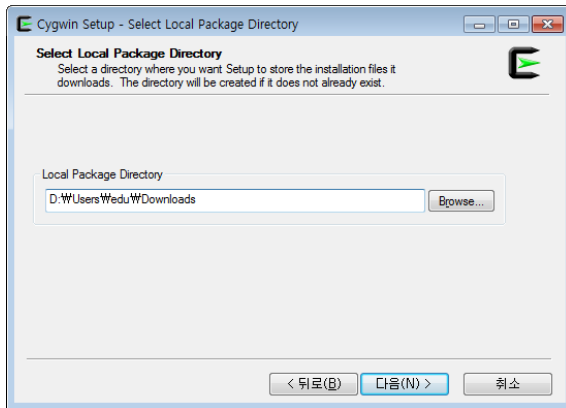 Cygwin Setup - Select Local Package Directory
Select Local Package Directory
Select a directory where you want Setup to store the installation files it
downloads. The directory will be created if it does not already exist.
Local Package Directory
D:₩Users₩edu₩Downloads
Browse...
< 뒤로(B)
다음(N) >
취소